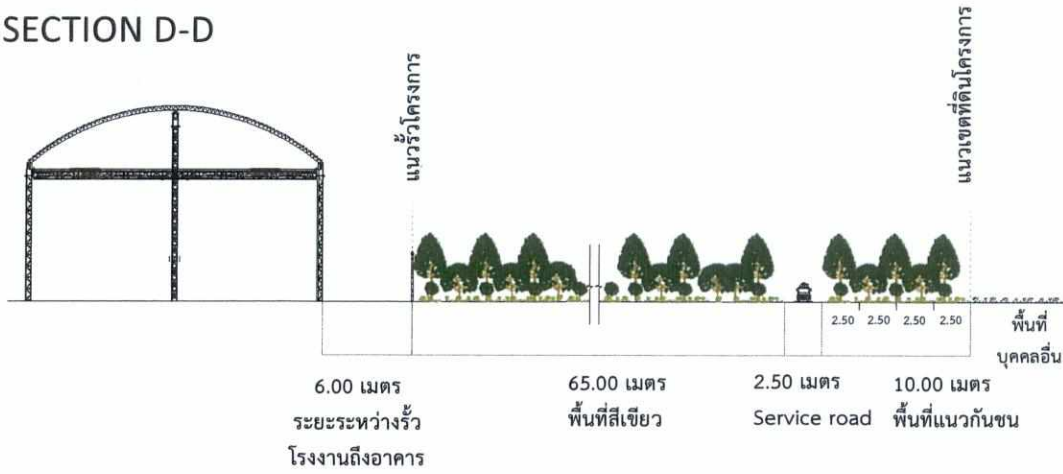 SECTION D-D
แนวรั้วโครงการ
แนวเขตที่ดินโครงการ
2.50 2.50 2.50 2.50
พื้นที่
บุคคลอื่น
6.00 เมตร
ระยะระหว่างรั้ว
โรงงานถึงอาคาร
65.00 เมตร
พื้นที่สีเขียว
2.50 เมตร
Service road
10.00 เมตร
พื้นที่แนวกันชน